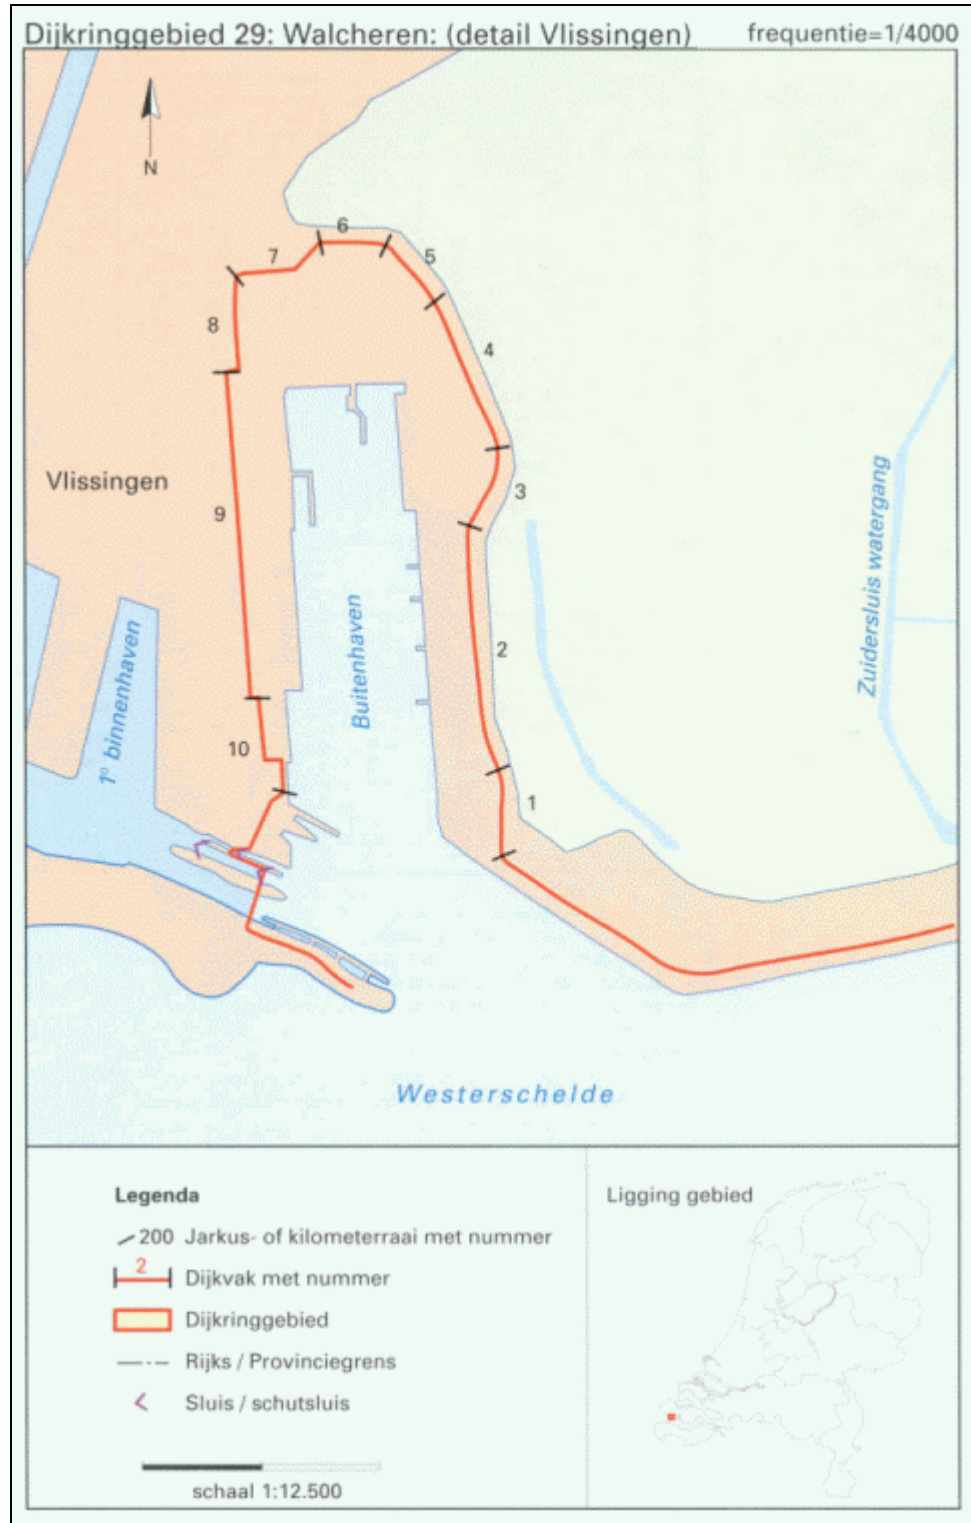 Dijkringgebied 29: Walcheren: (detail Vlissingen) frequentie=1/4000
N
6
7
5
8
4
Vlissingen
3
9
Zuidersluis watergang
Buitenhaven
2
1e binnenhaven
10
1
Westerschelde
Legenda
200 Jarkus- of kilometerraai met nummer
2
Dijkvak met nummer
Dijkringgebied
Rijks / Provinciegrens
Sluis / schutsluis
schaal 1:12.500
Ligging gebied